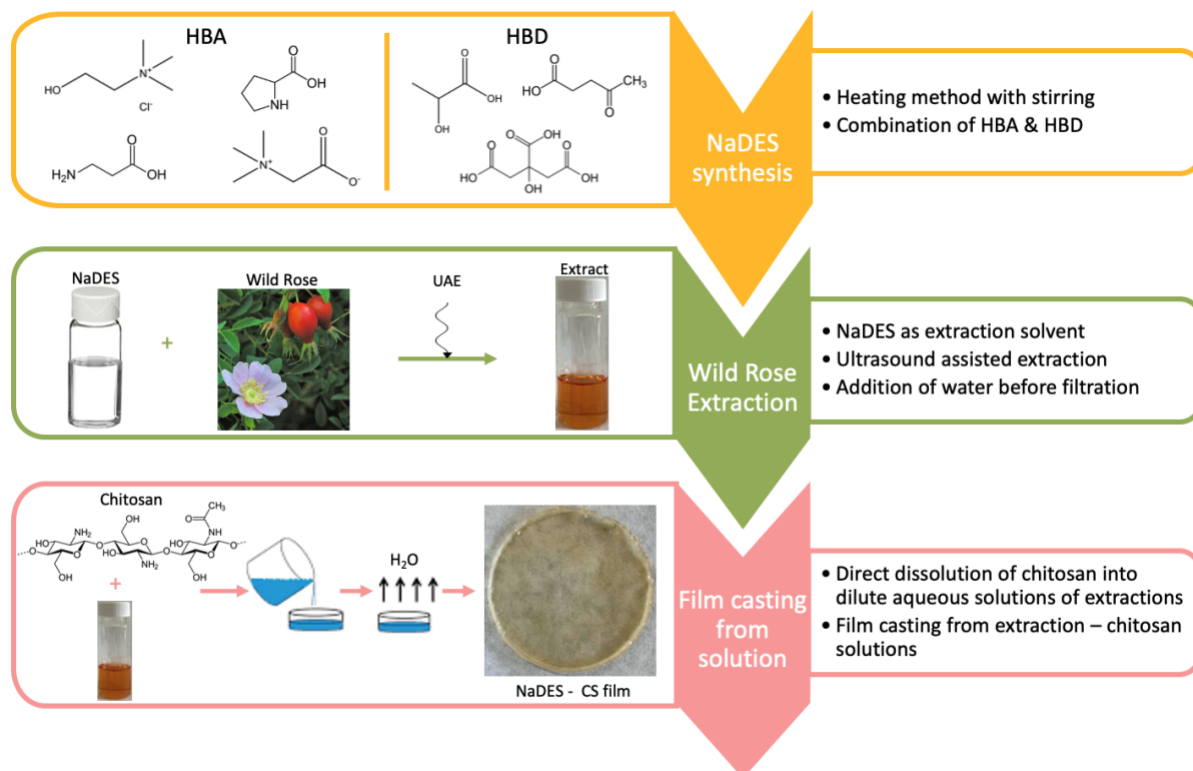 HBA
HBD
HO
N⁺
Cl⁻
O
OH
NH
H₂N
O
OH
N⁺
O
O⁻
O
OH
OH
O
HO
CH₃
O
O
OH
O
O
HO
OH
OH
NaDES
synthesis
• Heating method with stirring
• Combination of HBA & HBD
NaDES
+
Wild Rose
UAE
Extract
Wild Rose
Extraction
• NaDES as extraction solvent
• Ultrasound assisted extraction
• Addition of water before filtration
Chitosan
OH
CH₃
O
NH₂
HO
O
HO
NH
O
O
O
HO
O
O
O
OH
NH₂
OH
+
H₂O
NaDES - CS film
Film casting
from
solution
• Direct dissolution of chitosan into
dilute aqueous solutions of extractions
• Film casting from extraction – chitosan
solutions